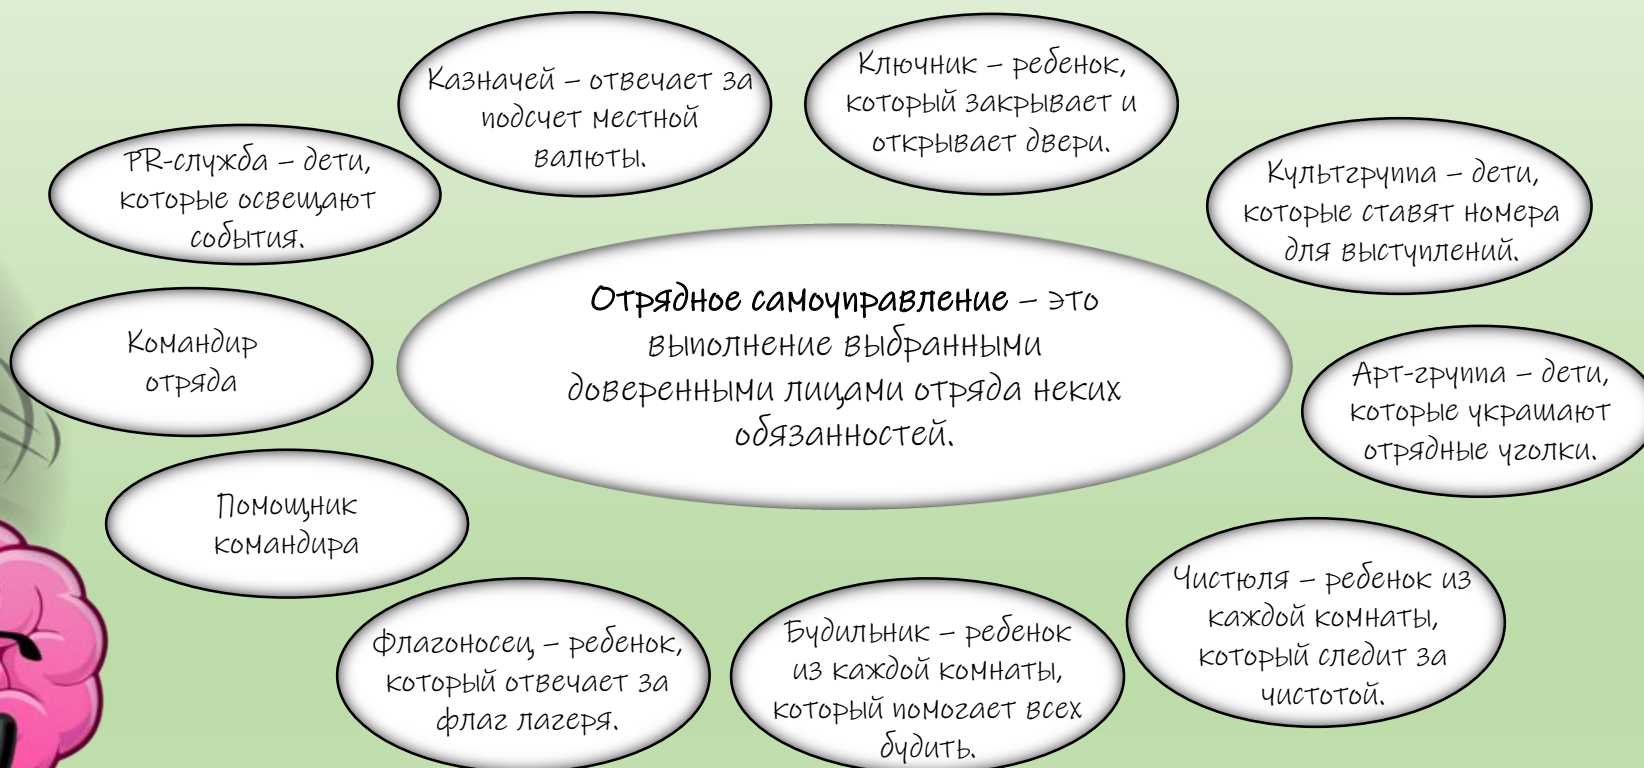 Казначей – отвечает за
подсчет местной
валюты.
Ключник – ребенок,
который закрывает и
открывает двери.
PR-служба – дети,
которые освещают
события.
Культгруппа – дети,
которые ставят номера
для выступлений.
Отрядное самоуправление – это
выполнение выбранными
доверенными лицами отряда неких
обязанностей.
Командир
отряда
Арт-группа – дети,
которые украшают
отрядные уголки.
Помощник
командира
Чистюля – ребенок из
каждой комнаты,
который следит за
чистотой.
Флагоносец – ребенок,
который отвечает за
флаг лагеря.
Будильник – ребенок
из каждой комнаты,
который помогает всех
будить.